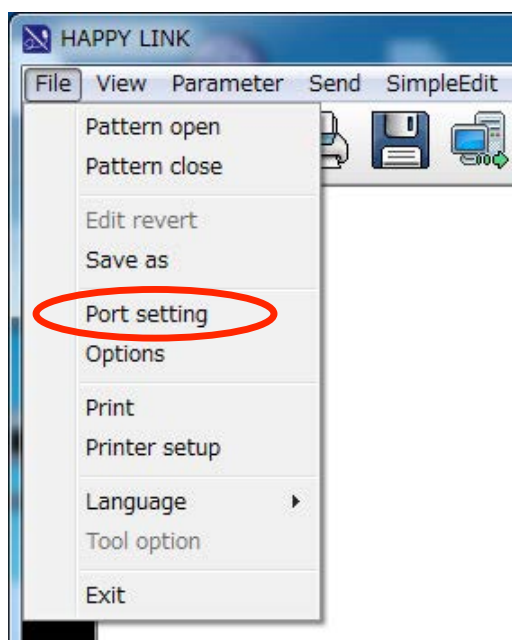 HAPPY LINK
File View Parameter Send SimpleEdit
Pattern open
Pattern close
Edit revert
Save as
Port setting
Options
Print
Printer setup
Language
Tool option
Exit